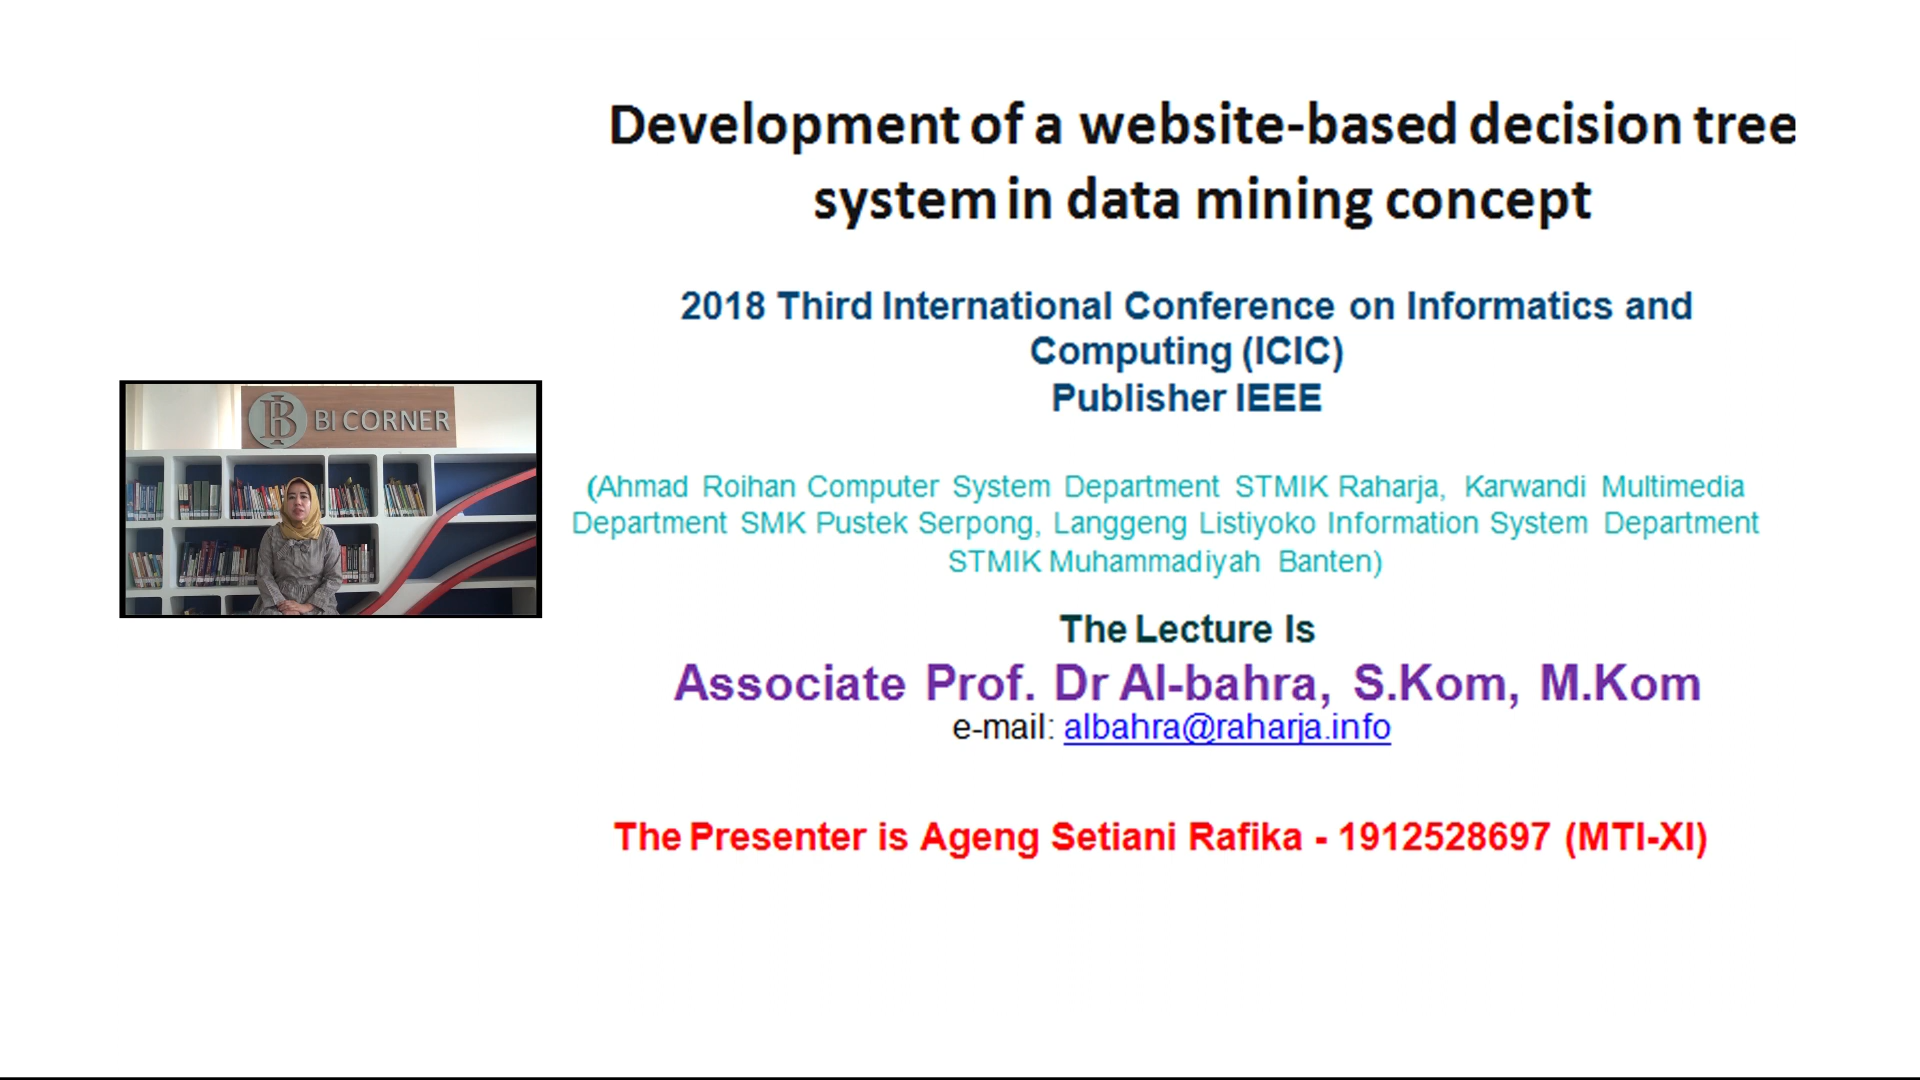 Development of a website-based decision tree
system in data mining concept
2018 Third International Conference on Informatics and
Computing (ICIC)
Publisher IEEE
BI CORNER
(Ahmad Roihan Computer System Department STMIK Raharja, Karwandi Multimedia
Department SMK Pustek Serpong, Langgeng Listiyoko Information System Department
STMIK Muhammadiyah Banten)
The Lecture Is
Associate Prof. Dr Al-bahra, S.Kom, M.Kom
e-mail: albahra@raharja.info
The Presenter is Ageng Setiani Rafika - 1912528697 (MTI-XI)